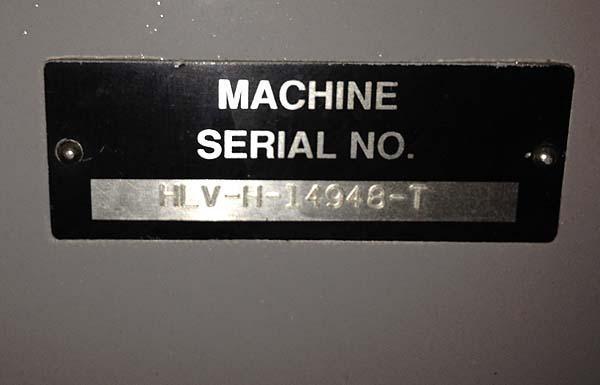 MACHINE
SERIAL NO.
HLV-H-14948-T